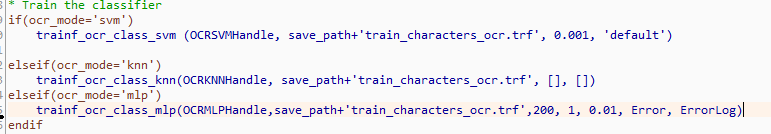 * Train the classifier
if(ocr_mode='svm')
trainf_ocr_class_svm (OCRSVMHandle, save_path+'train_characters_ocr.trf', 0.001, 'default')
elseif(ocr_mode='knn')
trainf_ocr_class_knn(OCRKNNHandle, save_path+'train_characters_ocr.trf', [], [])
elseif(ocr_mode='mlp')
trainf_ocr_class_mlp(OCRMLPHandle,save_path+'train_characters_ocr.trf',200, 1, 0.01, Error, ErrorLog)
endif